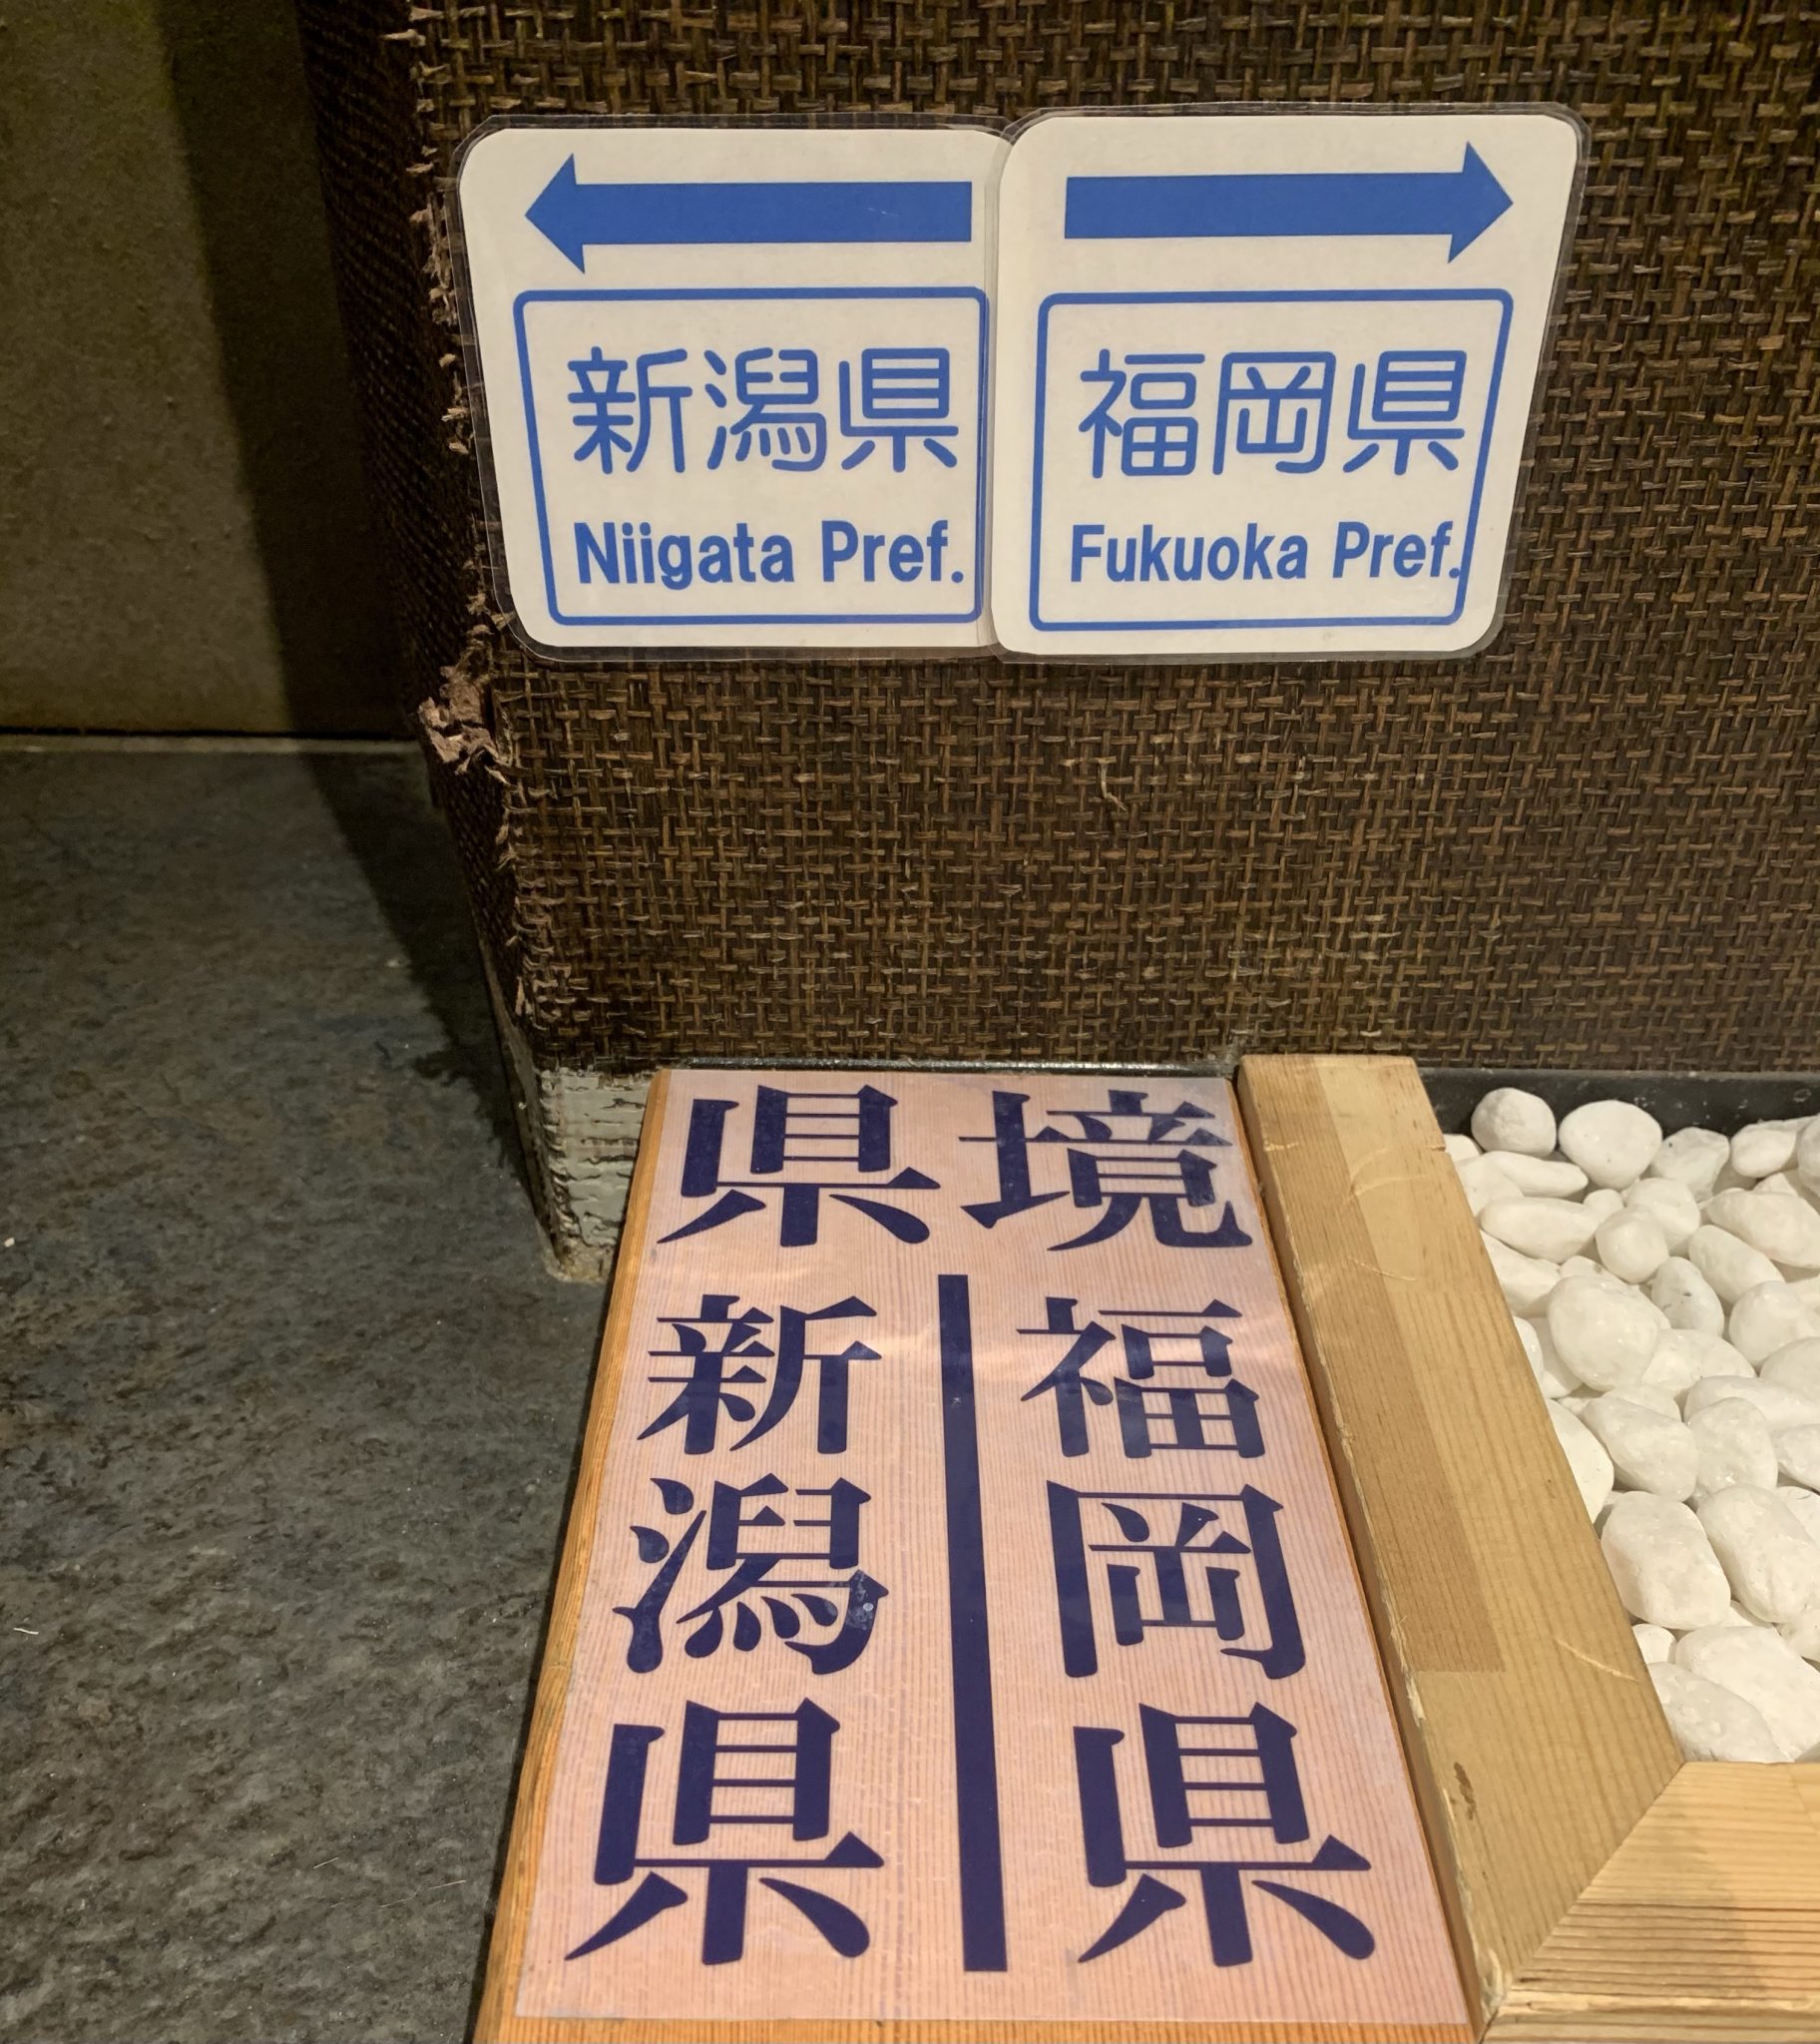 新潟県
Niigata Pref.
福岡県
Fukuoka Pref.
県境
新潟県
福岡県